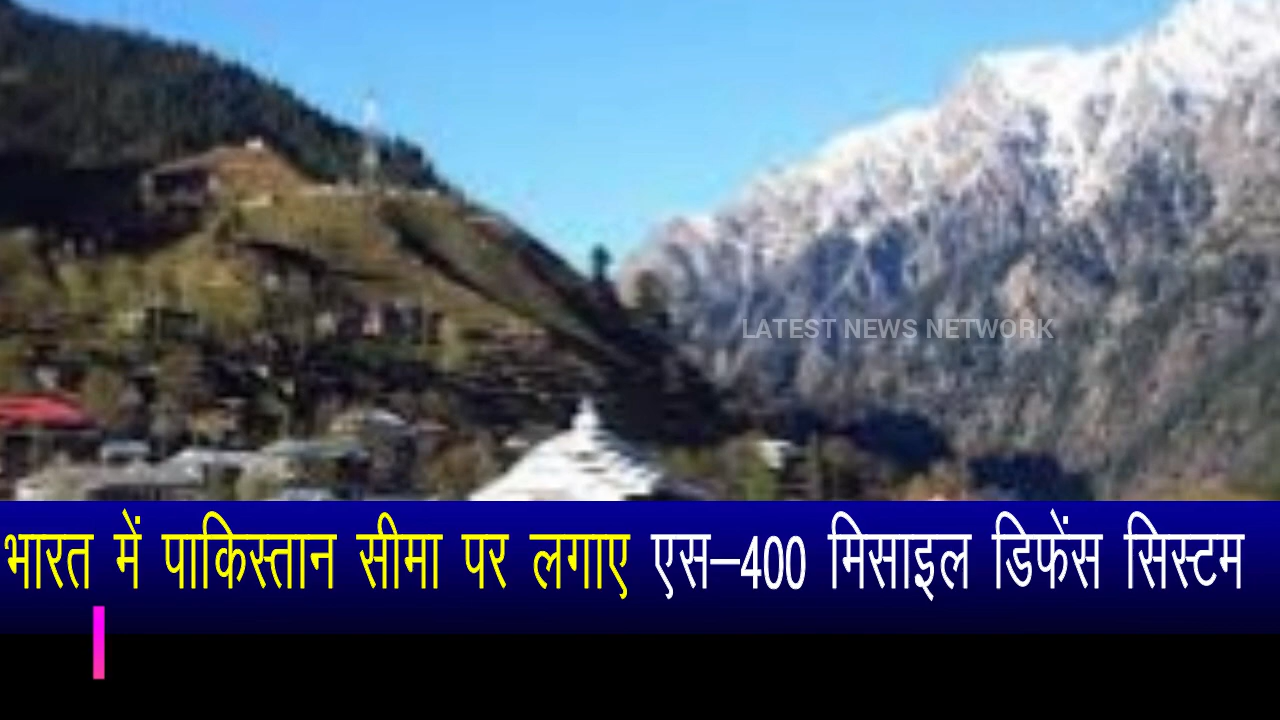 LATEST NEWS NETWORK
भारत में पाकिस्तान सीमा पर लगाए एस–400 मिसाइल डिफेंस सिस्टम